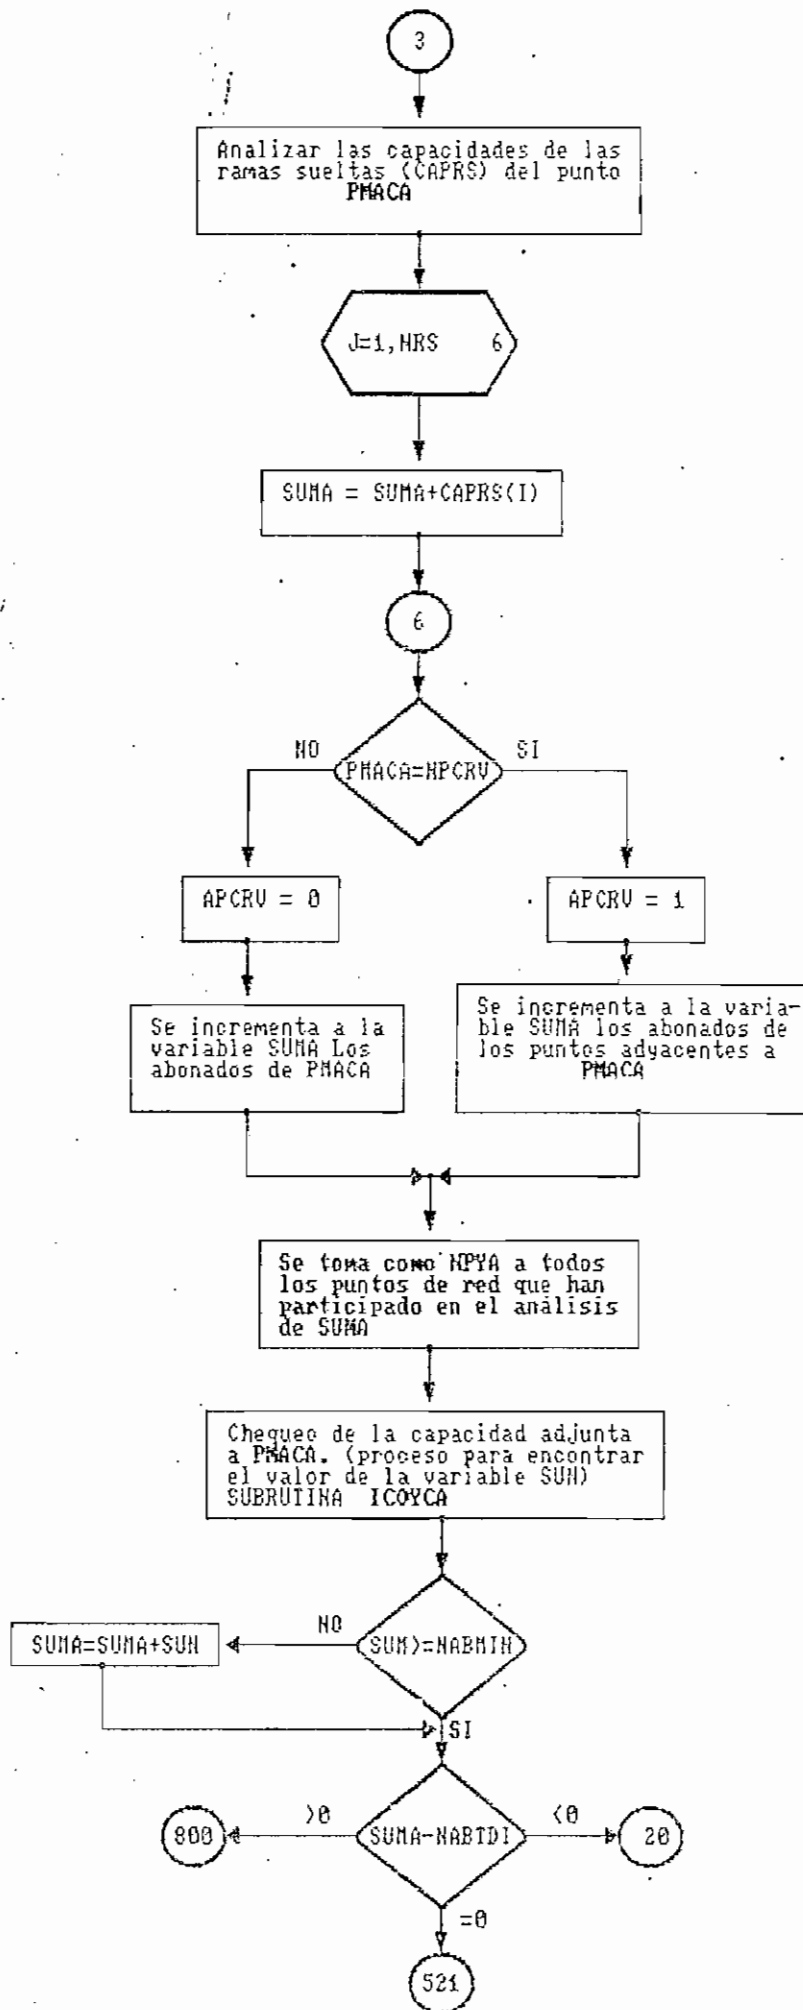 3
Analizar las capacidades de las
ramas sueltas (CAPRS) del punto
PMACA
J=1,NRS 6
SUMA = SUMA+CAPRS(I)
6
NO
PMACA=NPCRV
SI
APCRV = 0
APCRV = 1
Se incrementa a la
variable SUMA Los
abonados de PMACA
Se incrementa a la varia-
ble SUMA los abonados de
los puntos adyacentes a
PMACA
Se toma como NPYA a todos
los puntos de red que han
participado en el análisis
de SUMA
Chequeo de la capacidad adjunta
a PMACA. (proceso para encontrar
el valor de la variable SUM)
SUBRUTINA ICOYCA
NO
SUM>=NABMIN
SUMA=SUMA+SUM
SI
>0
<0
800
SUMA-NABTDI
20
=0
521